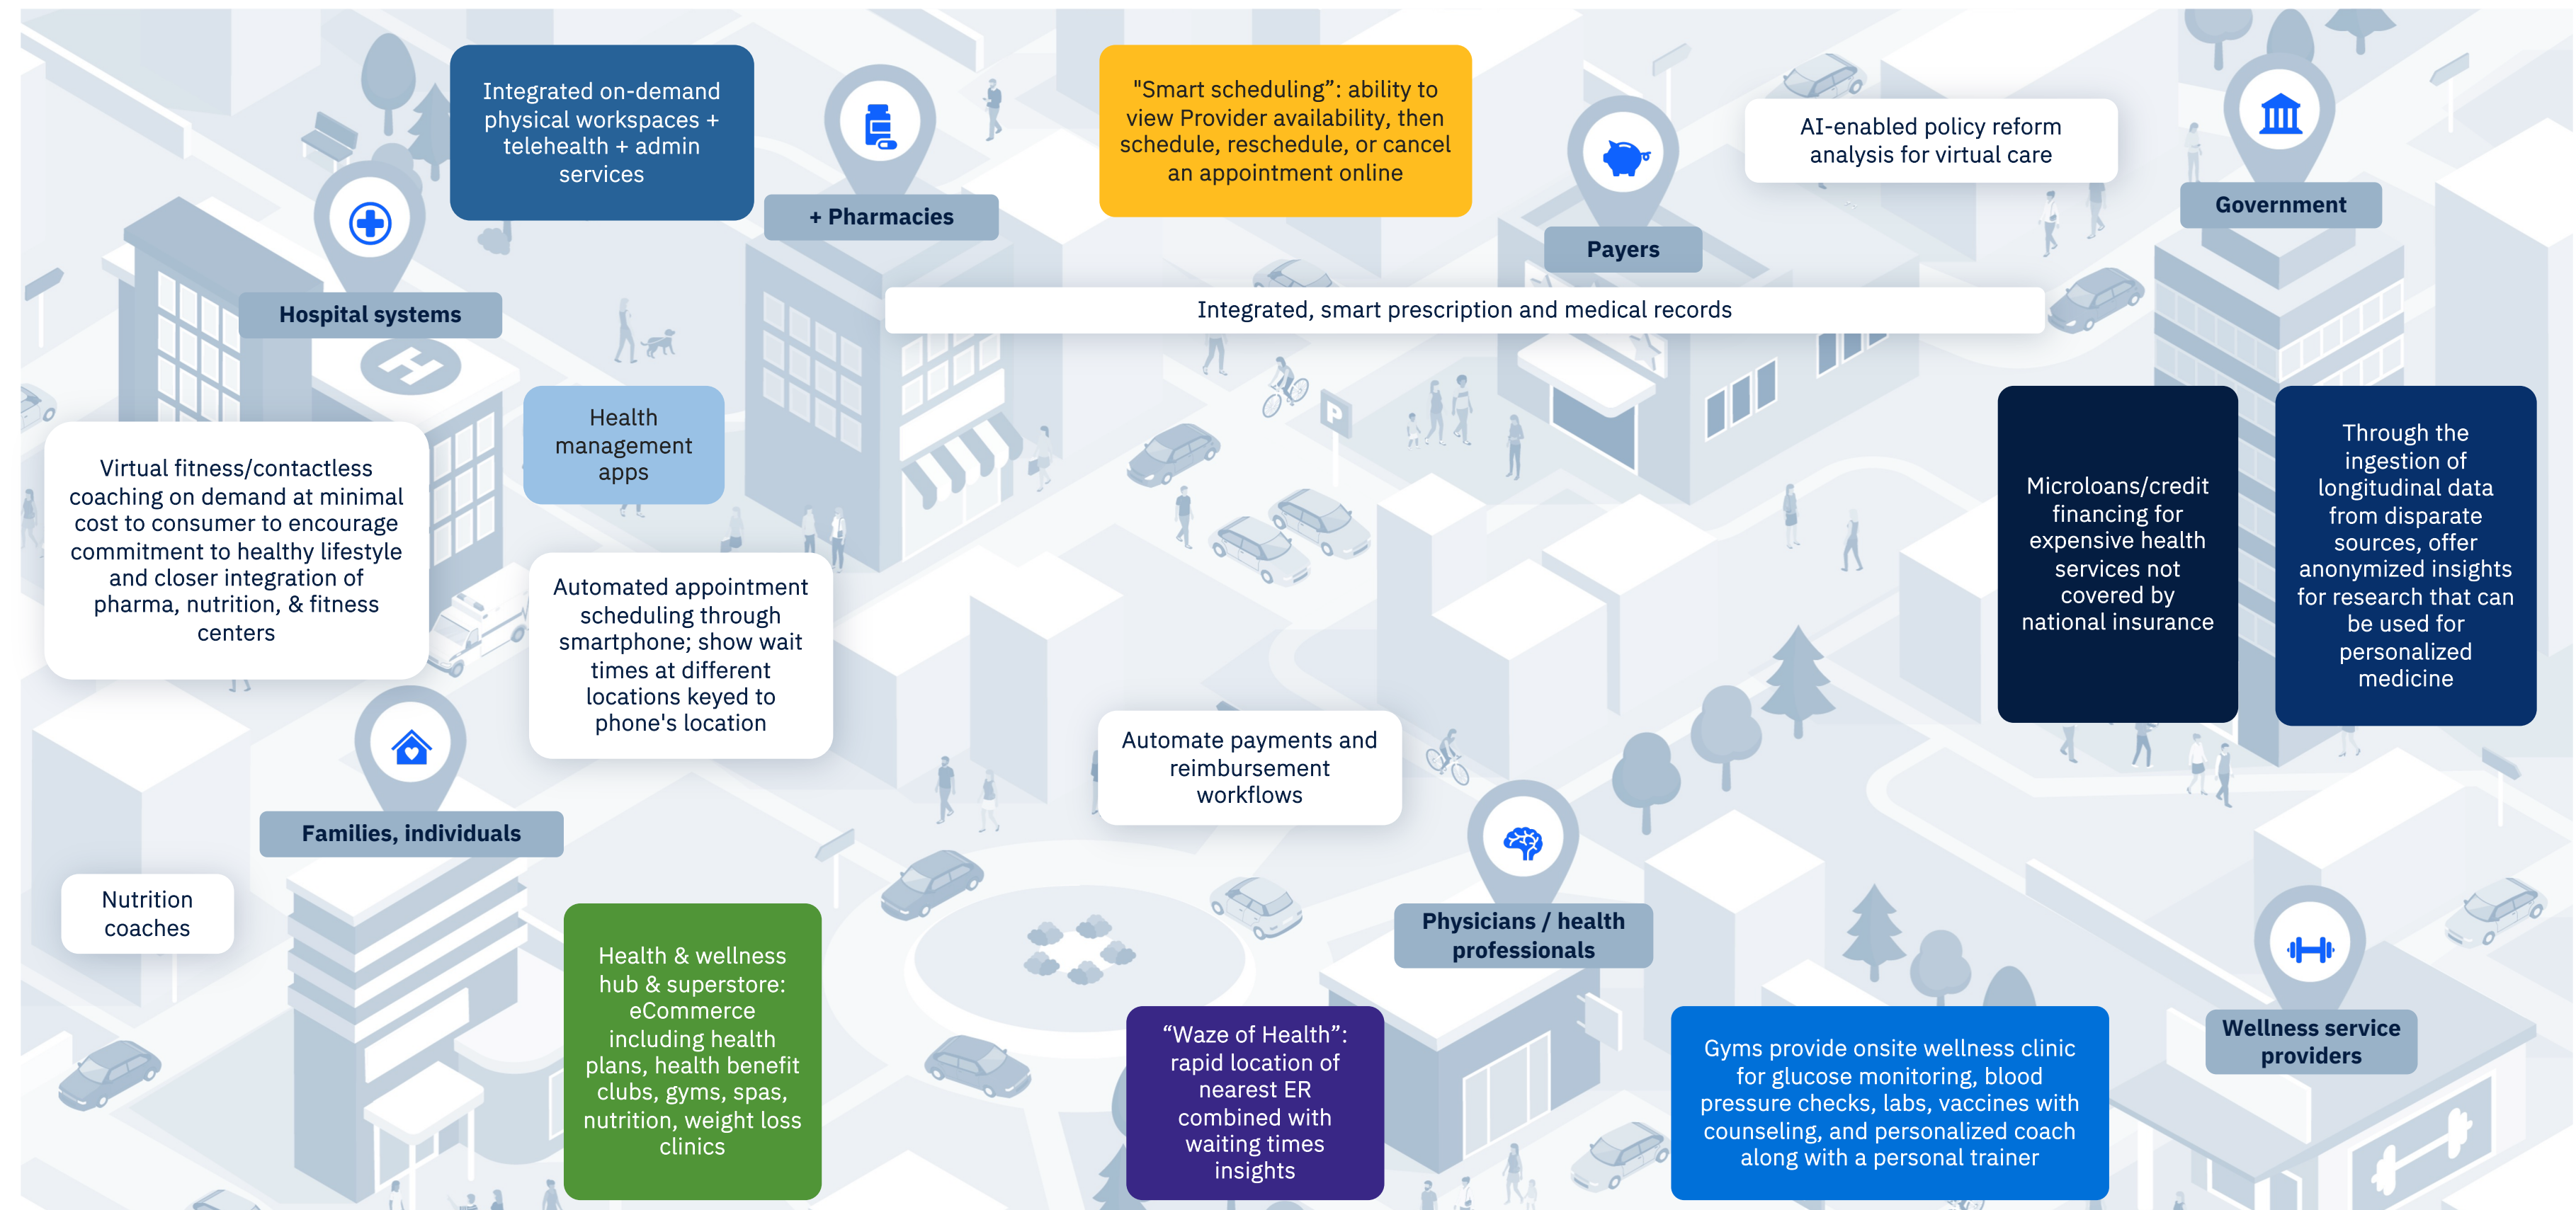 Integrated on-demand
physical workspaces +
telehealth + admin
services
+ Pharmacies
"Smart scheduling”: ability to
view Provider availability, then
schedule, reschedule, or cancel
an appointment online
Payers
AI-enabled policy reform
analysis for virtual care
Government
Hospital systems
Integrated, smart prescription and medical records
H
P
Health
management
apps
Virtual fitness/contactless
coaching on demand at minimal
cost to consumer to encourage
commitment to healthy lifestyle
and closer integration of
pharma, nutrition, & fitness
centers
Automated appointment
scheduling through
smartphone; show wait
times at different
locations keyed to
phone's location
Microloans/credit
financing for
expensive health
services not
covered by
national insurance
Through the
ingestion of
longitudinal data
from disparate
sources, offer
anonymized insights
for research that can
be used for
personalized
medicine
Automate payments and
reimbursement
workflows
Families, individuals
Nutrition
coaches
Health & wellness
hub & superstore:
eCommerce
including health
plans, health benefit
clubs, gyms, spas,
nutrition, weight loss
clinics
Physicians / health
professionals
“Waze of Health”:
rapid location of
nearest ER
combined with
waiting times
insights
Gyms provide onsite wellness clinic
for glucose monitoring, blood
pressure checks, labs, vaccines with
counseling, and personalized coach
along with a personal trainer
Wellness service
providers